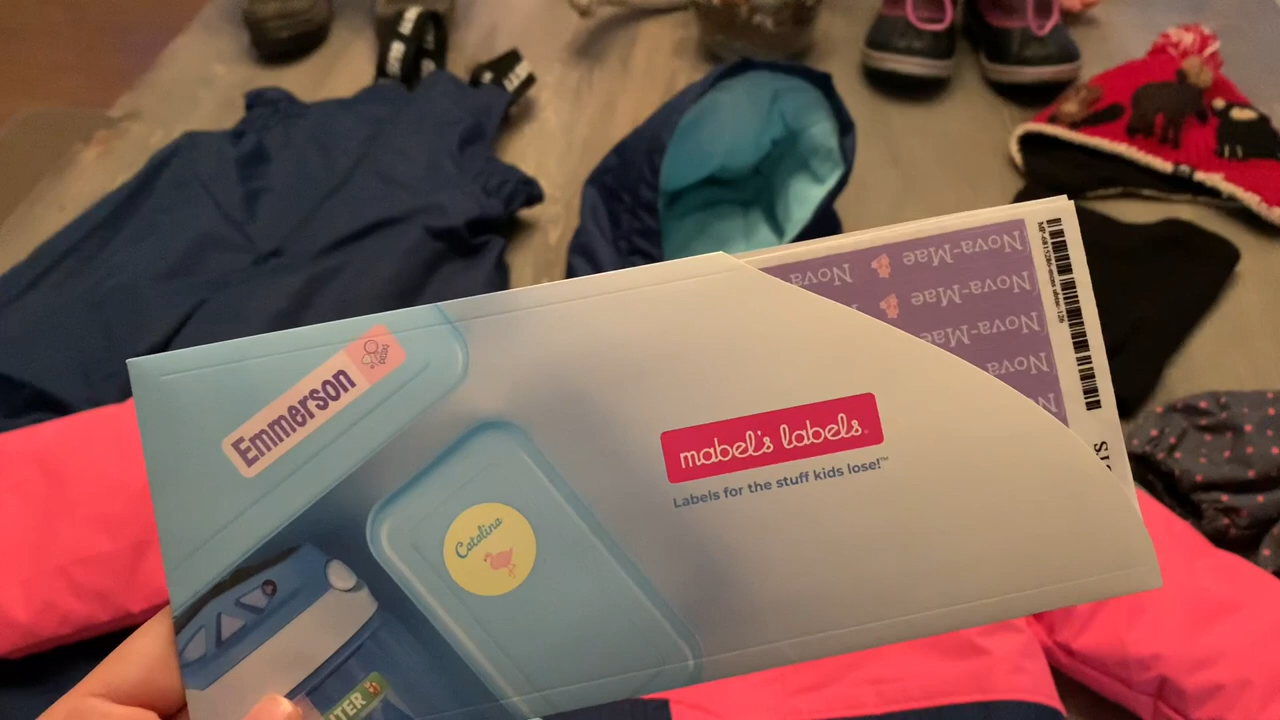 Nova Nova-Mae
Nova-Mae
Nova-Mae
Nova
Emmerson
mabel's labels®
Labels for the stuff kids lose!™
Catalina